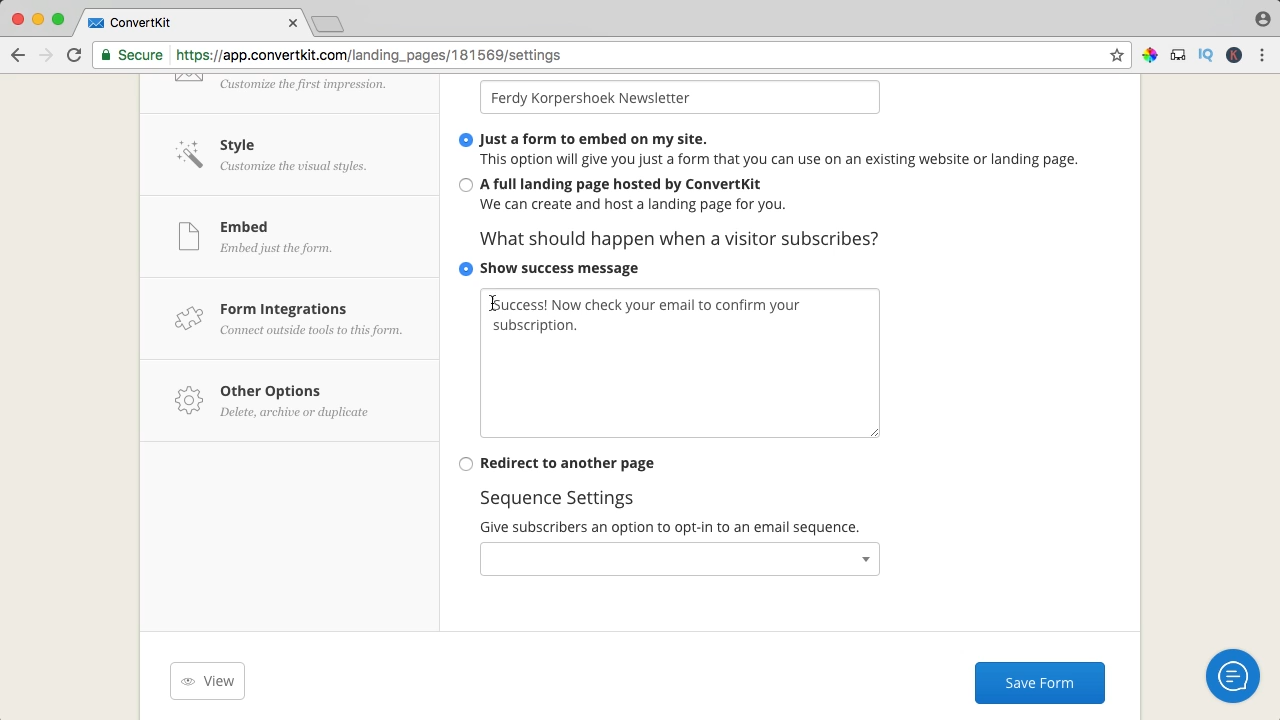 ConvertKit
Secure
https://app.convertkit.com/landing_pages/181569/settings
Customize the first impression.
Style
Customize the visual styles.
Embed
Embed just the form.
Form Integrations
Connect outside tools to this form.
Other Options
Delete, archive or duplicate
Ferdy Korpershoek Newsletter
Just a form to embed on my site.
This option will give you just a form that you can use on an existing website or landing page.
A full landing page hosted by ConvertKit
We can create and host a landing page for you.
What should happen when a visitor subscribes?
Show success message
Success! Now check your email to confirm your
subscription.
Redirect to another page
Sequence Settings
Give subscribers an option to opt-in to an email sequence.
View
Save Form
IQ
K